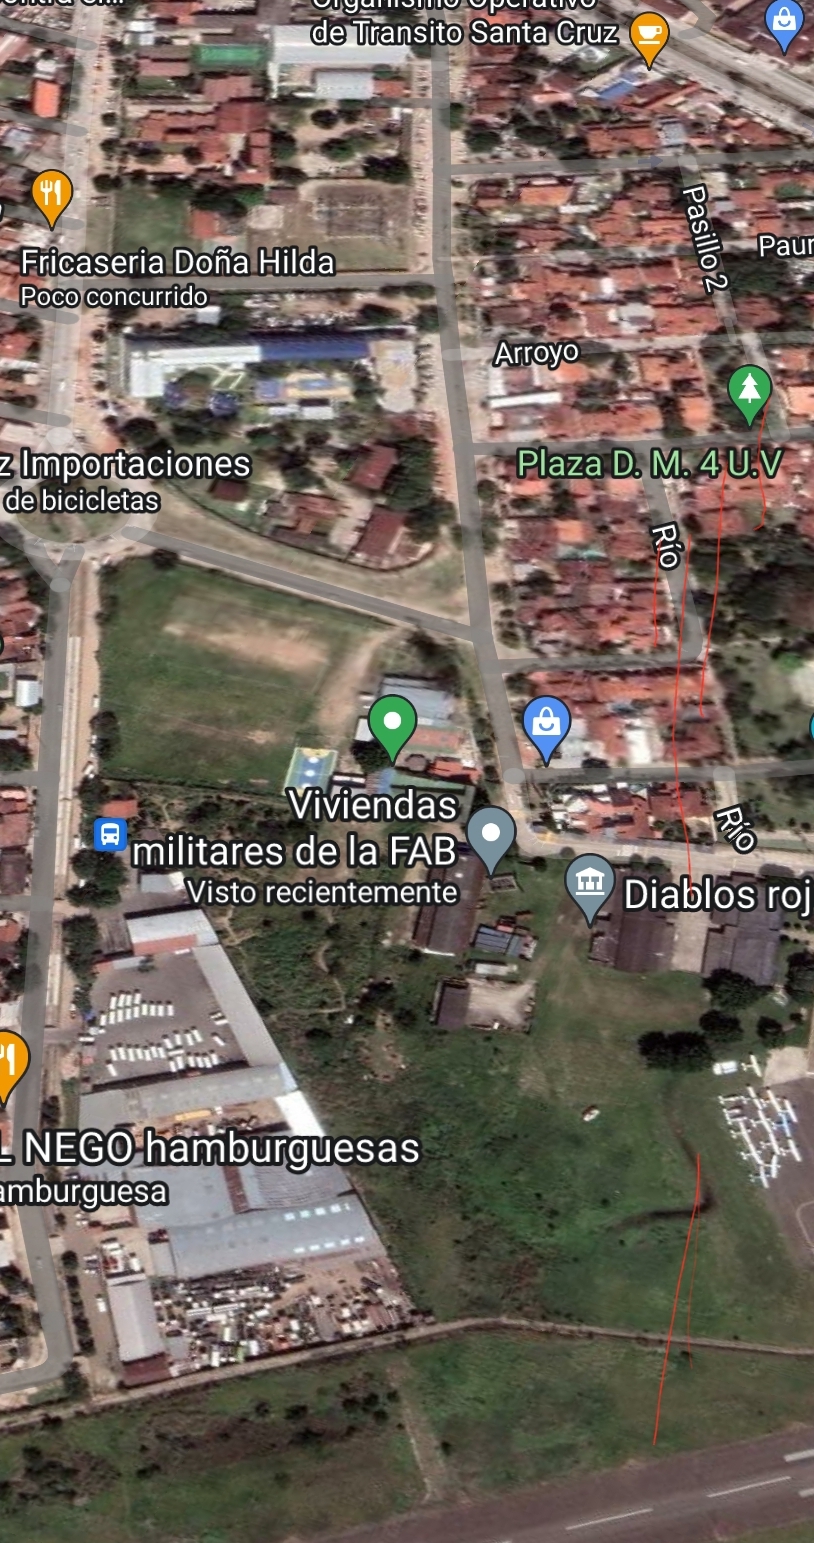 de Transito Santa Cruz
Pasillo 2
Fricaseria Doña Hilda
Poco concurrido
Arroyo
z Importaciones
de bicicletas
Plaza D. M. 4 U.V
Río
Viviendas
militares de la FAB
Visto recientemente
Río
Diablos roj
L NEGO hamburguesas
amburguesa